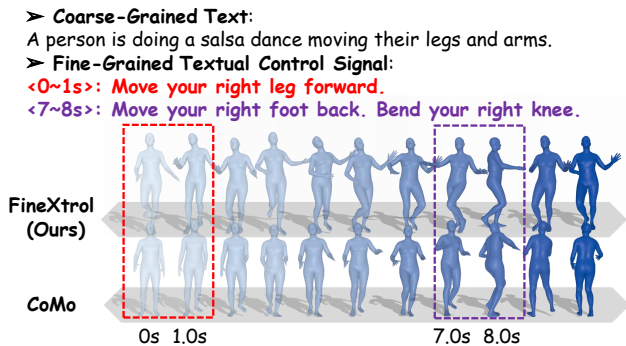 ➤ Coarse-Grained Text:
A person is doing a salsa dance moving their legs and arms.
➤ Fine-Grained Textual Control Signal:
<0~1s>: Move your right leg forward.
<7~8s>: Move your right foot back. Bend your right knee.
FineXtrol
(Ours)
CoMo
0s 1.0s 7.0s 8.0s